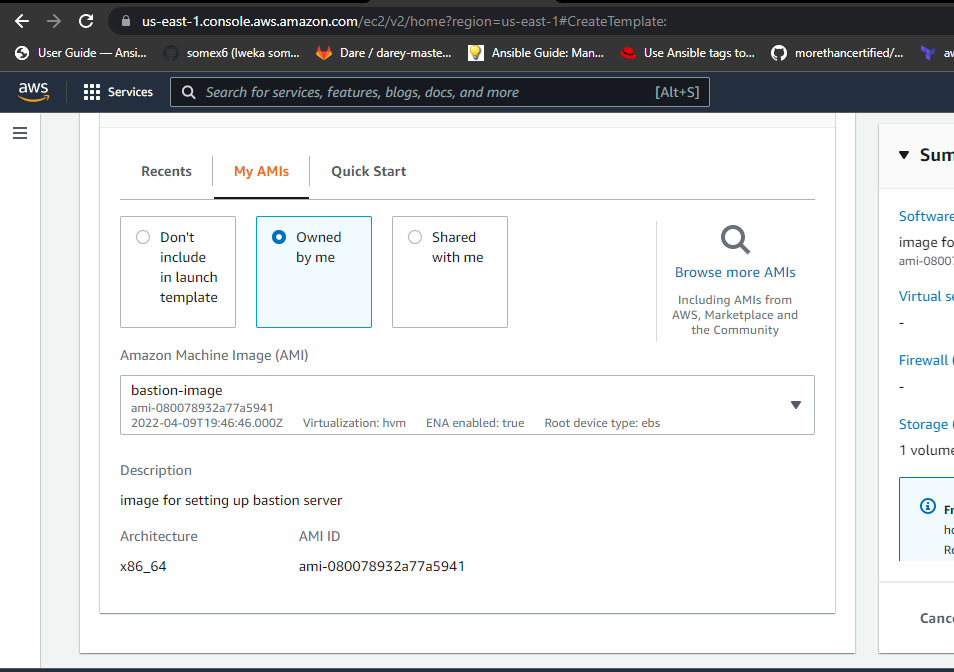 us-east-1.console.aws.amazon.com/ec2/v2/home?region=us-east-1#CreateTemplate:
User Guide — Ansi... somex6 (lweka som... Dare / darey-maste... Ansible Guide: Man... Use Ansible tags to... morethancertified/... aw
aws Services Search for services, features, blogs, docs, and more [Alt+S]
Recents My AMIs Quick Start
Don't
include
in launch
template
Owned
by me
Shared
with me
Browse more AMIs
Including AMIs from
AWS, Marketplace and
the Community
Amazon Machine Image (AMI)
bastion-image
ami-080078932a77a5941
2022-04-09T19:46:46.000Z Virtualization: hvm ENA enabled: true Root device type: ebs
Description
image for setting up bastion server
Architecture AMI ID
x86_64 ami-080078932a77a5941
Sum
Software
image fo
ami-0800
Virtual se
-
Firewall (
-
Storage (
1 volume
Fr
ho
Re
Cance